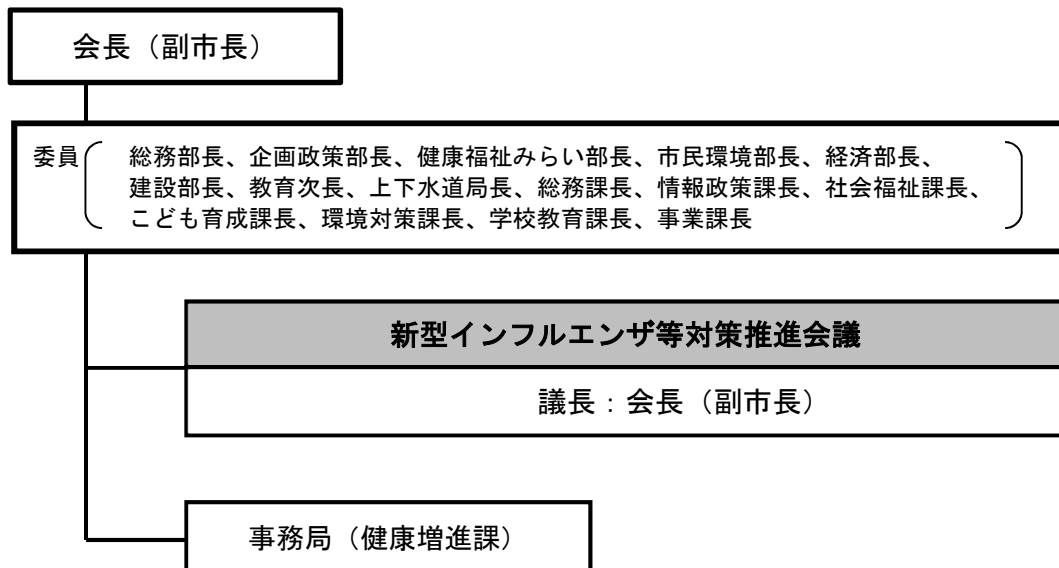 会長（副市長）
委員
総務部長、企画政策部長、健康福祉みらい部長、市民環境部長、経済部長、
建設部長、教育次長、上下水道局長、総務課長、情報政策課長、社会福祉課長、
こども育成課長、環境対策課長、学校教育課長、事業課長
新型インフルエンザ等対策推進会議
議長：会長（副市長）
事務局（健康増進課）